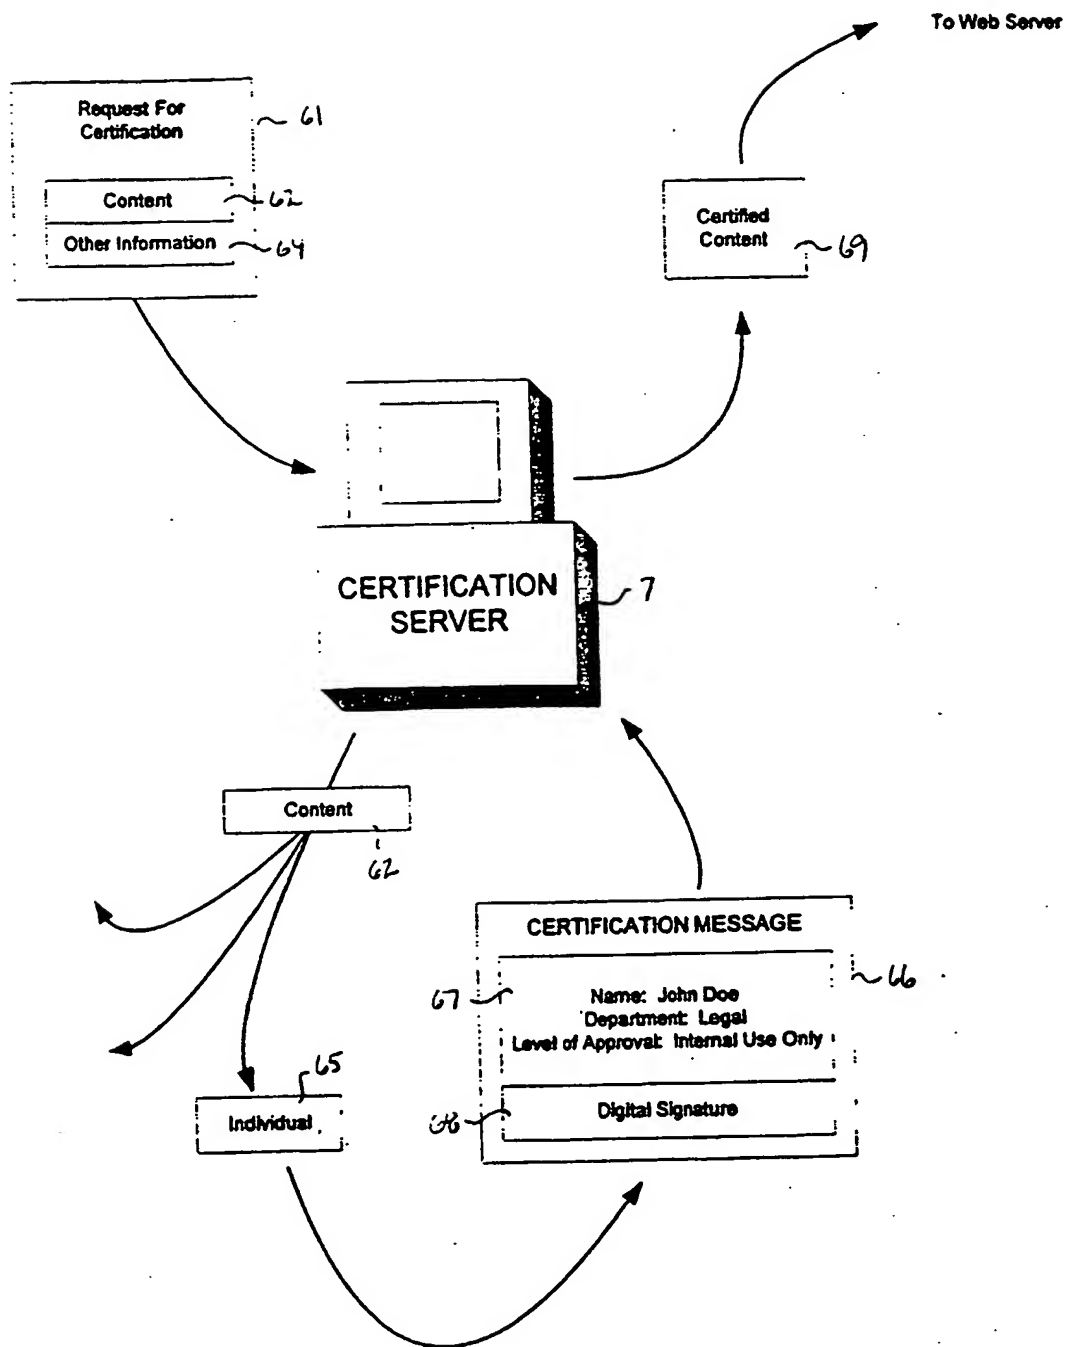 To Web Server
Request For
Certification
61
Content
62
Other Information
64
Certified
Content
69
CERTIFICATION
SERVER
7
Content
62
CERTIFICATION MESSAGE
66
67
Name: John Doe
Department: Legal
Level of Approval: Internal Use Only
65
Individual
68
Digital Signature